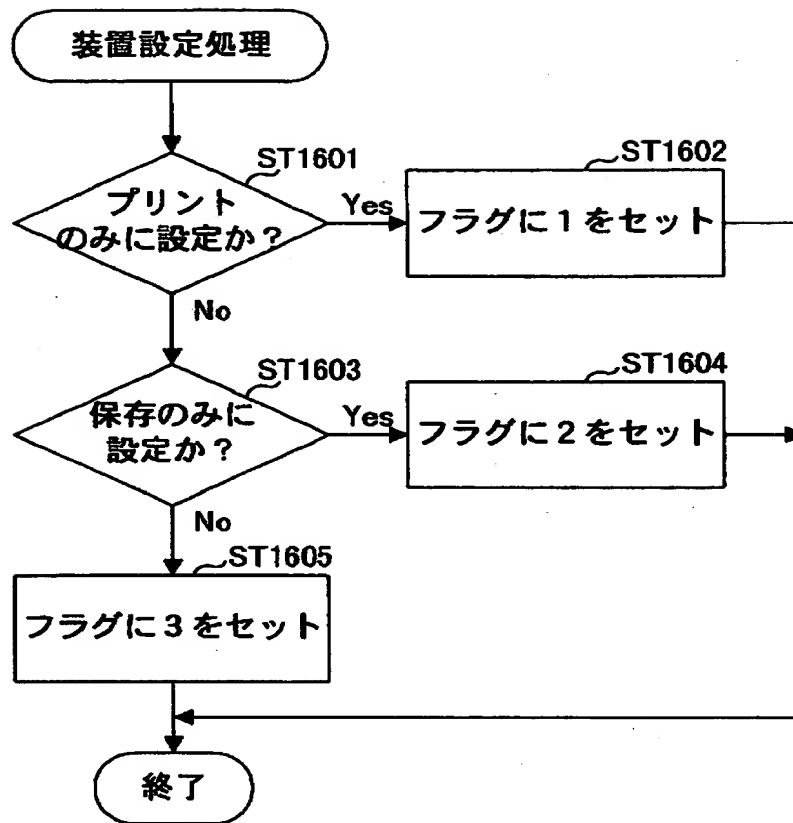 装置設定処理
ST1601
プリント
のみに設定か？
Yes
ST1602
フラグに1をセット
No
ST1603
保存のみに
設定か？
Yes
ST1604
フラグに2をセット
No
ST1605
フラグに3をセット
終了